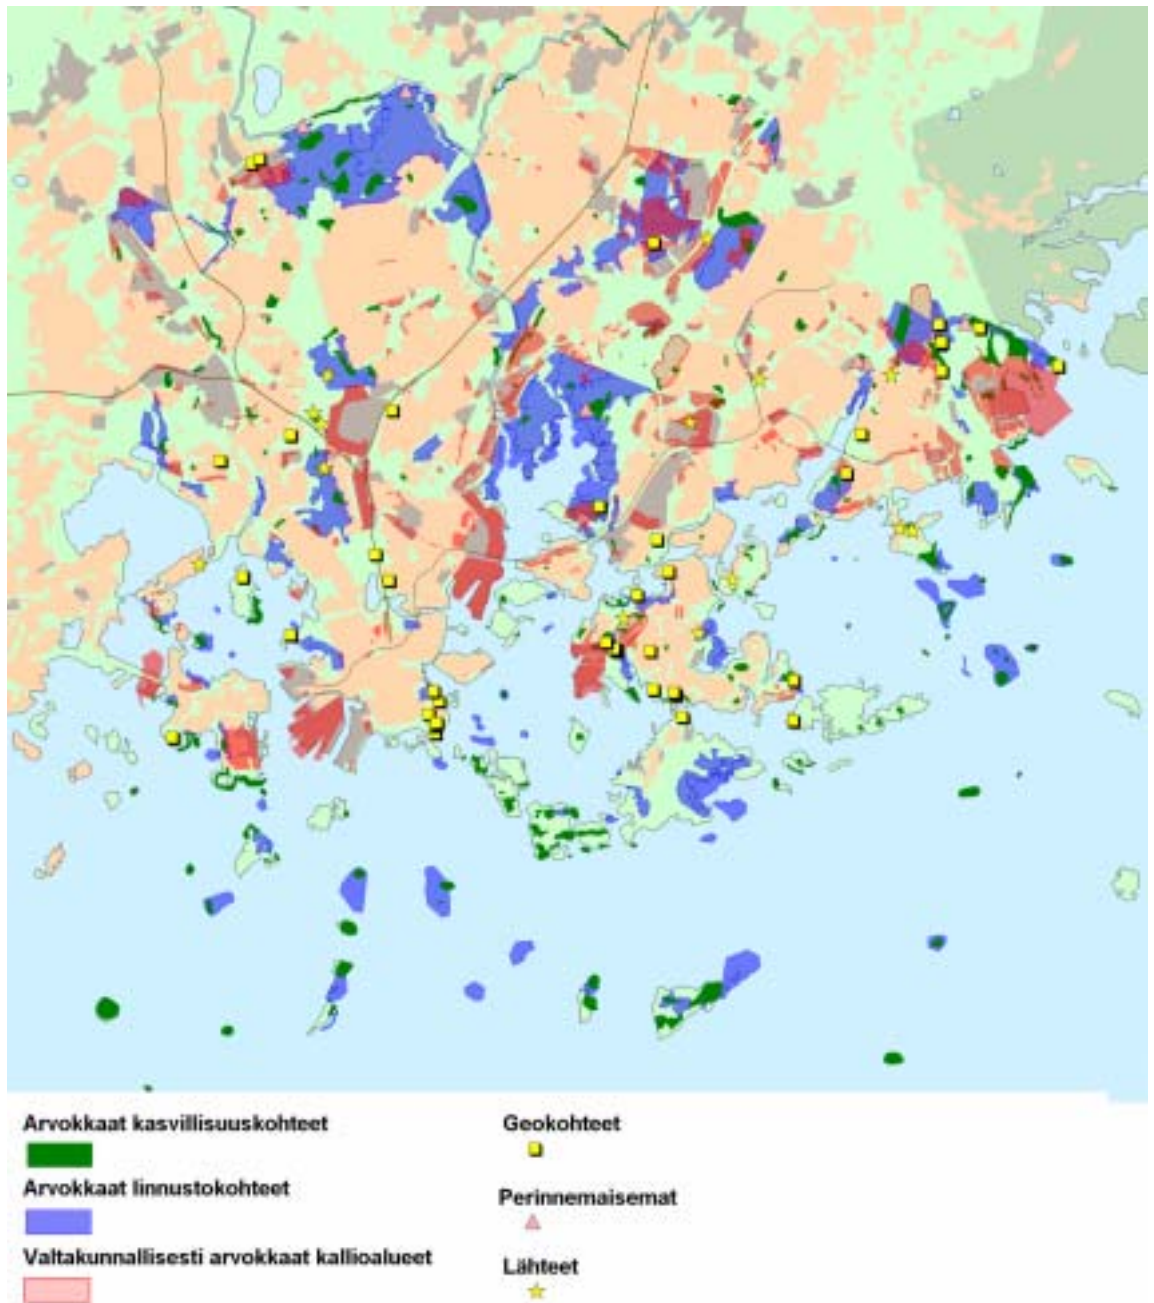 Arvokkaat kasvillisuuskohteet
Arvokkaat linnustokohteet
Valtakunnallisesti arvokkaat kallioalueet
Geokohteet
Perinnemaisemat
Lähteet